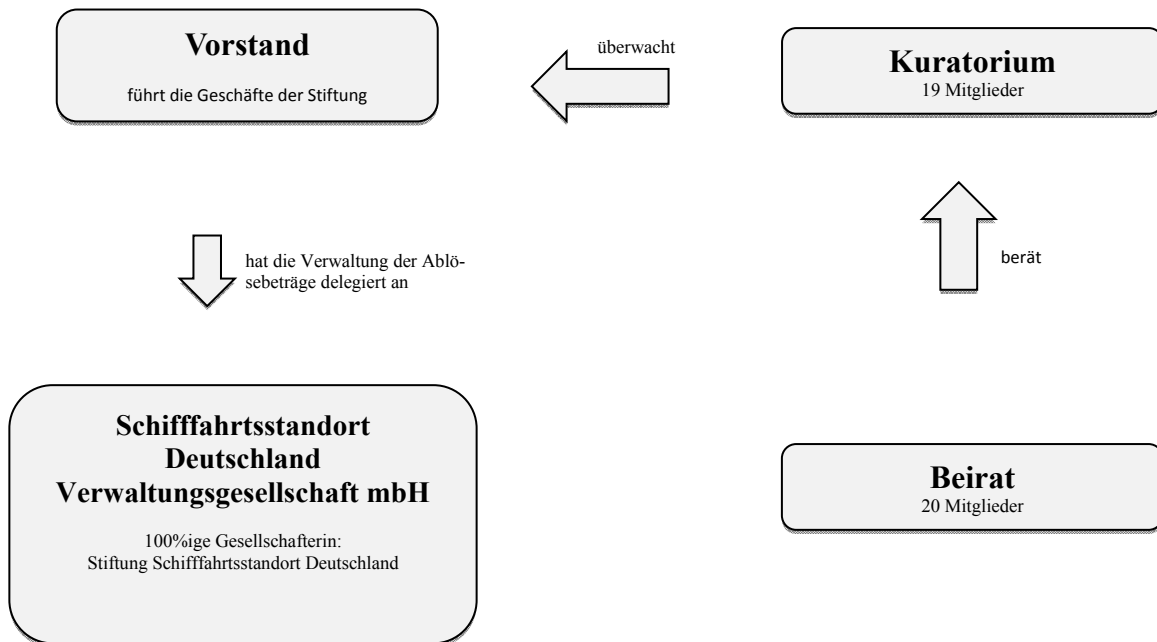 Vorstand
führt die Geschäfte der Stiftung
überwacht
Kuratorium
19 Mitglieder
hat die Verwaltung der Ablö-
sebeträge delegiert an
berät
Schifffahrtsstandort
Deutschland
Verwaltungsgesellschaft mbH
100%ige Gesellschafterin:
Stiftung Schifffahrtsstandort Deutschland
Beirat
20 Mitglieder